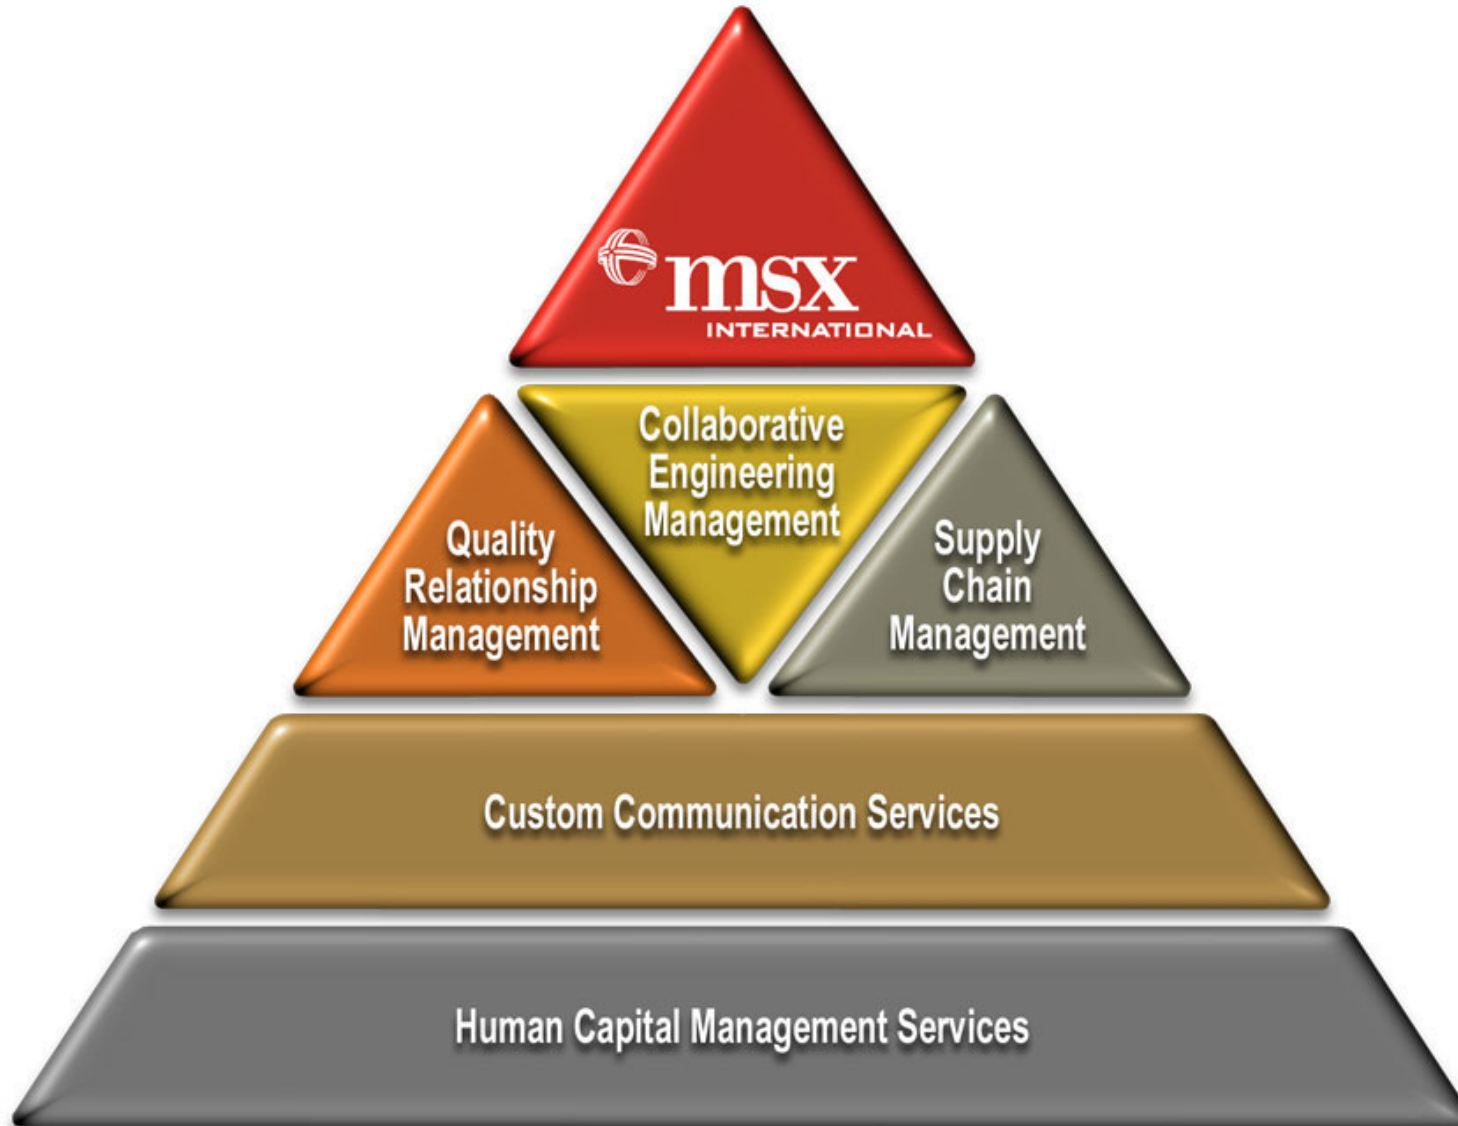 msx
INTERNATIONAL
Collaborative
Engineering
Management
Quality
Relationship
Management
Supply
Chain
Management
Custom Communication Services
Human Capital Management Services